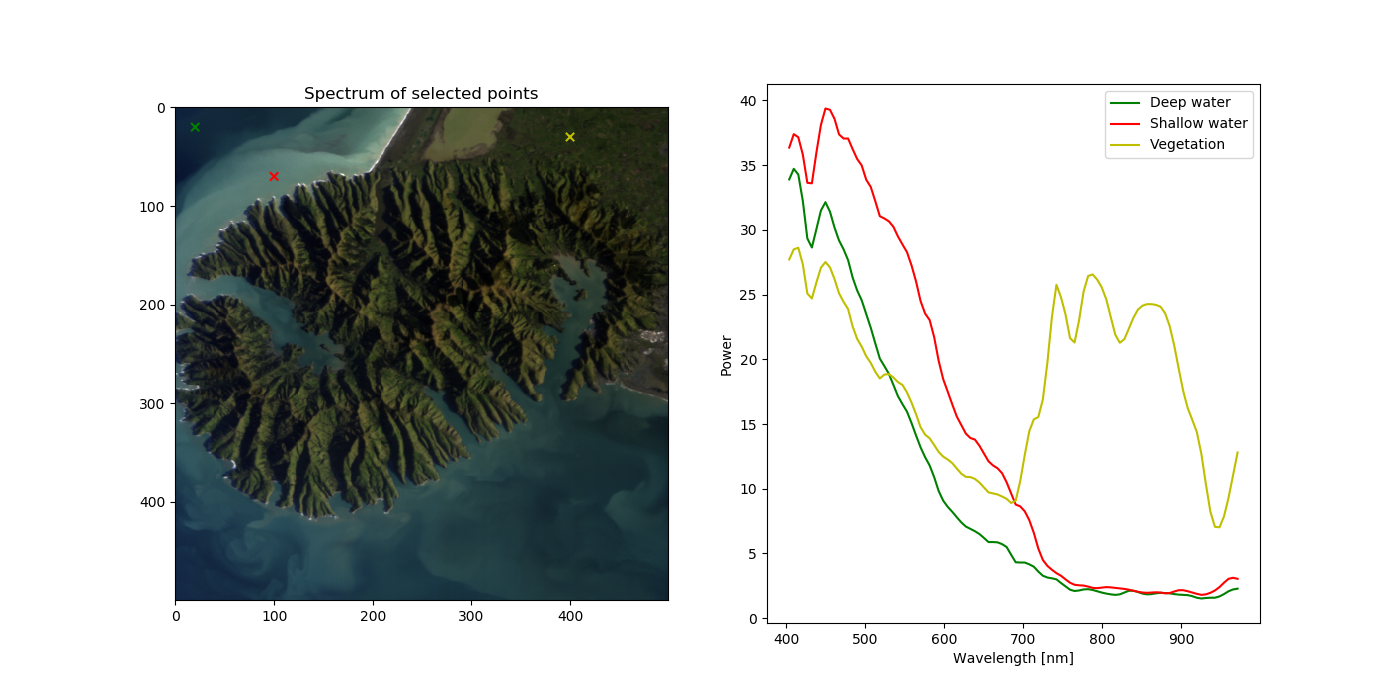 Spectrum of selected points
0
100
200
300
400
0 100 200 300 400
40
35
30
25
20
15
10
5
0
Power
400 500 600 700 800 900
Wavelength [nm]
Deep water
Shallow water
Vegetation